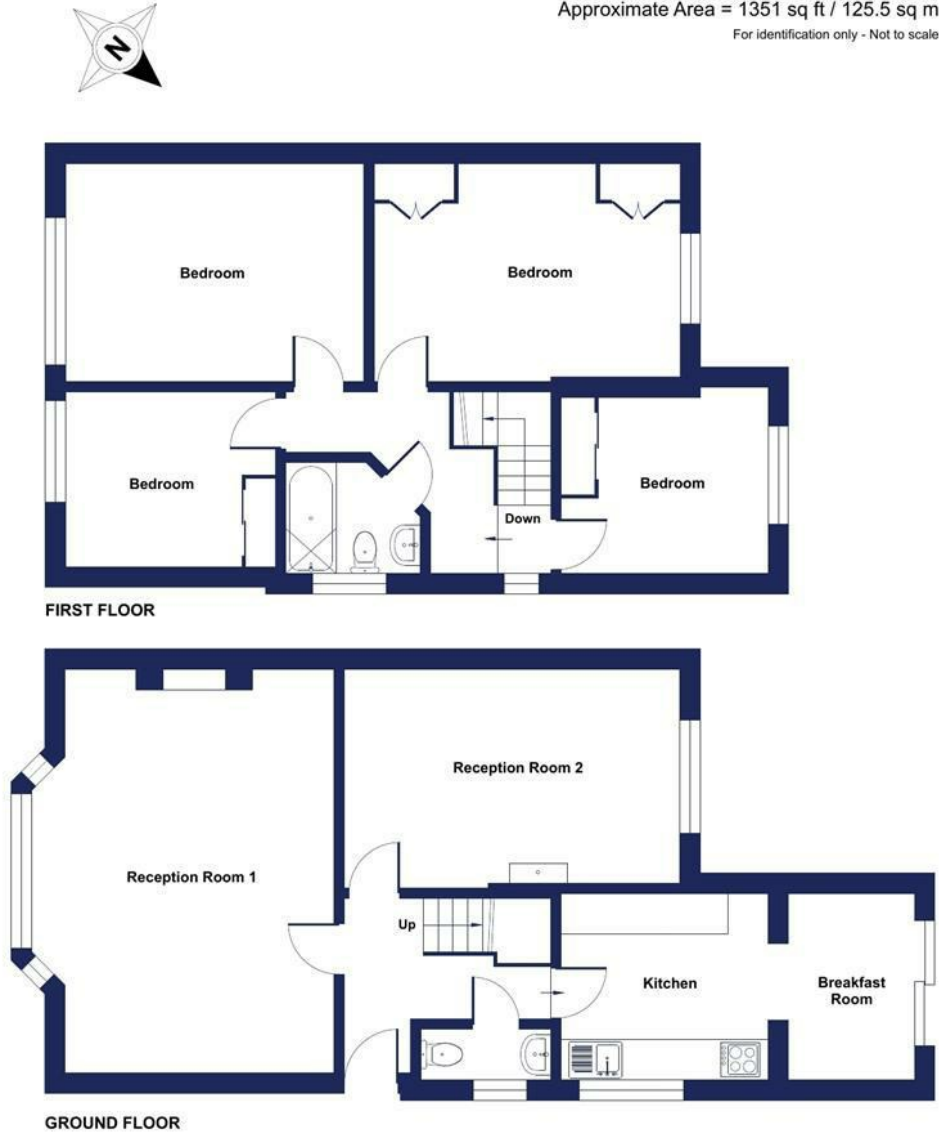 Approximate Area = 1351 sq ft / 125.5 sq m
For identification only - Not to scale
N
Bedroom
Bedroom
Bedroom
Bedroom
Down
FIRST FLOOR
Reception Room 2
Reception Room 1
Up
Kitchen
Breakfast
Room
GROUND FLOOR